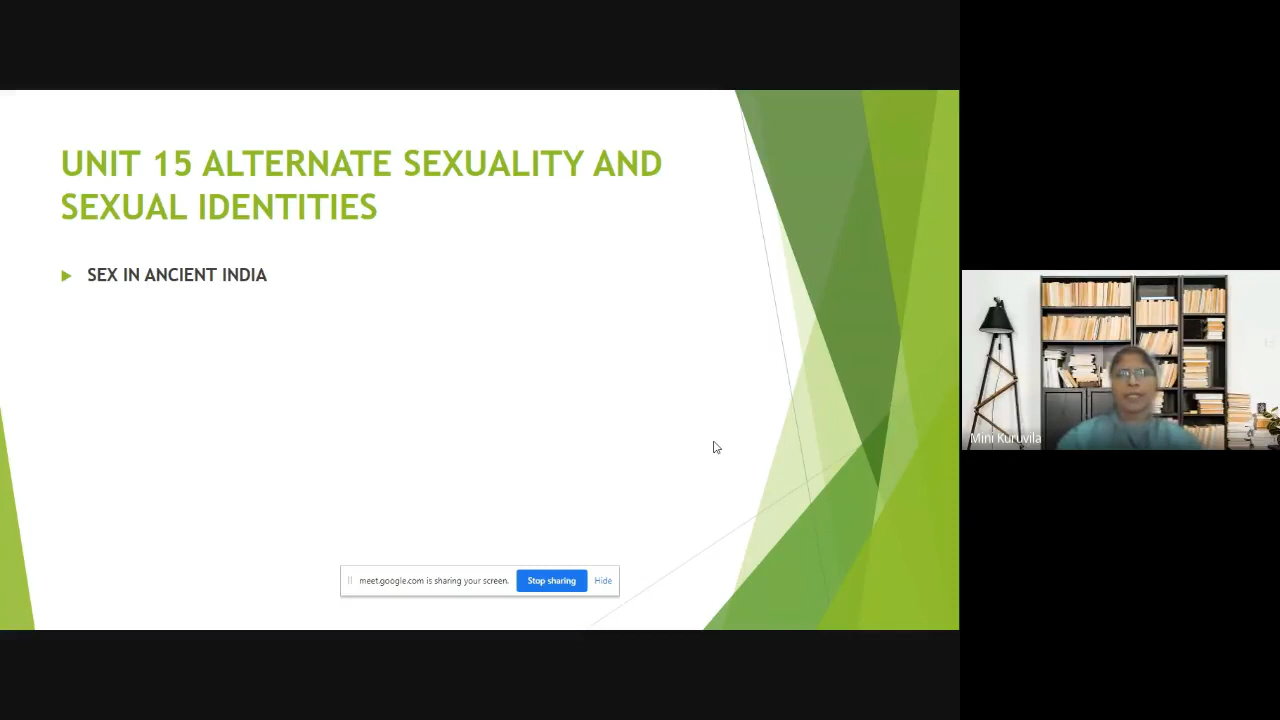 UNIT 15 ALTERNATE SEXUALITY AND
SEXUAL IDENTITIES
SEX IN ANCIENT INDIA
meet.google.com is sharing your screen.
Stop sharing
Hide
Mini Kuruvila